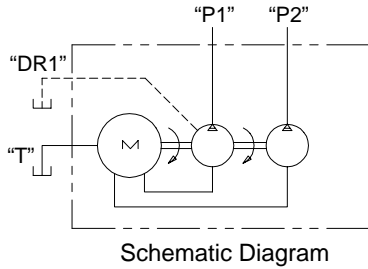 “P1” “P2”
“DR1”
“T”
M
Schematic Diagram